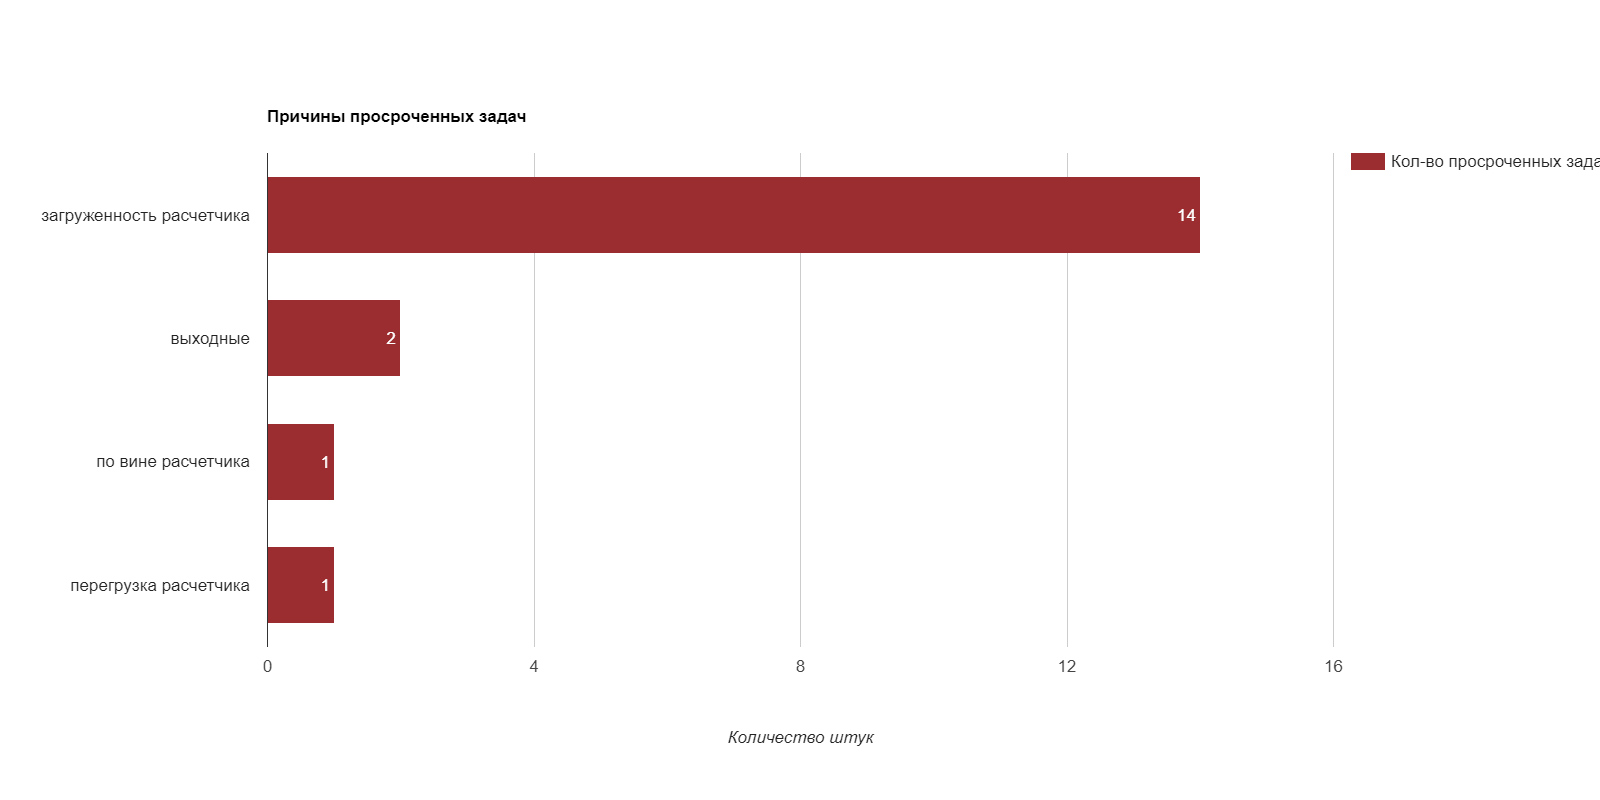 Причины просроченных задач
Кол-во просроченных зада
загруженность расчетчика
14
выходные
2
по вине расчетчика
1
перегрузка расчетчика
1
0 4 8 12 16
Количество штук